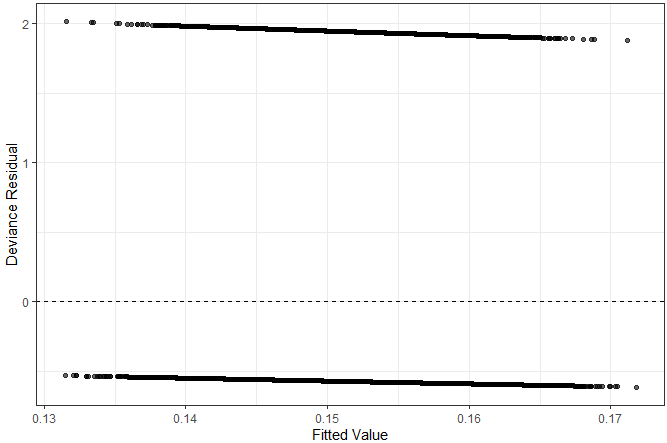 2
1
0
Deviance Residual
0.13 0.14 0.15 0.16 0.17
Fitted Value